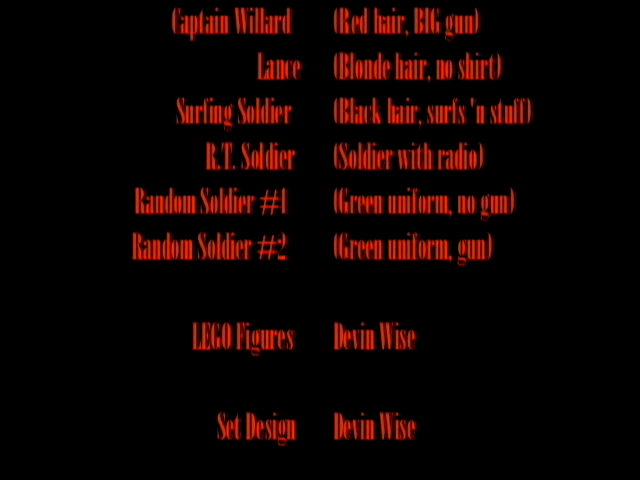 Captain Willard (Red hair, BIG gun)
Lance (Blonde hair, no shirt)
Surfing Soldier (Black hair, surfs 'n stuff)
R.T. Soldier (Soldier with radio)
Random Soldier #1 (Green uniform, no gun)
Random Soldier #2 (Green uniform, gun)
LEGO Figures Devin Wise
Set Design Devin Wise